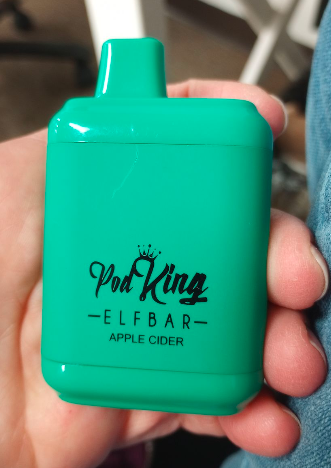 Pod King
ELFBAR
APPLE CIDER